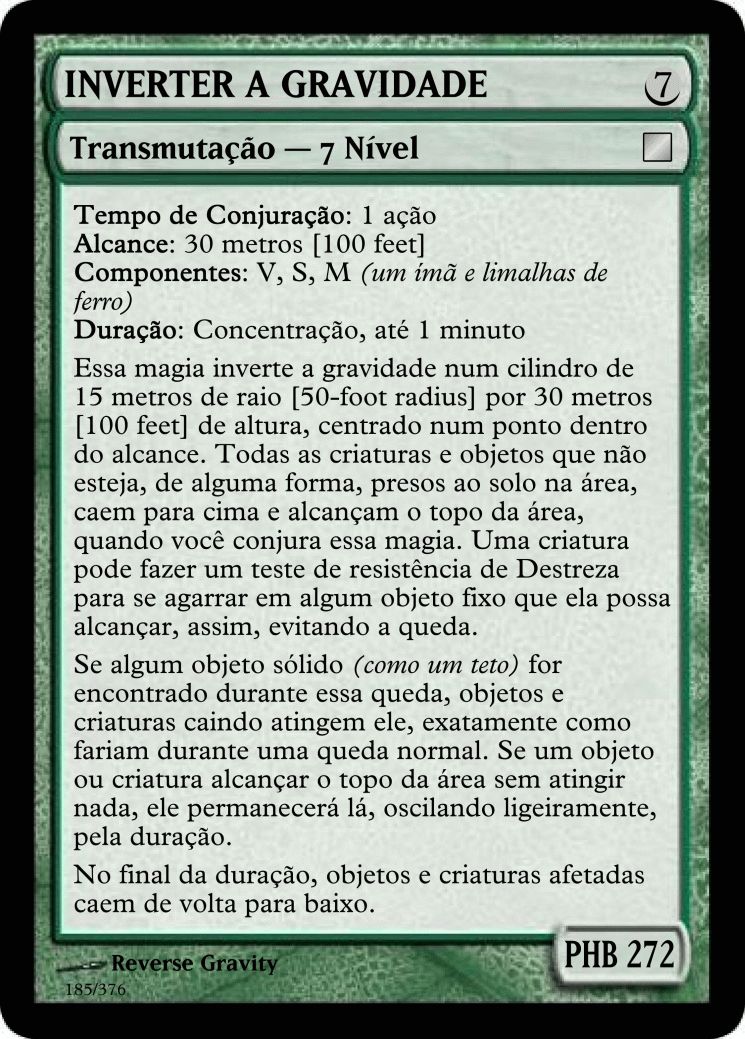 INVERTER A GRAVIDADE 7
Transmutação — 7 Nível
Tempo de Conjuração: 1 ação
Alcance: 30 metros [100 feet]
Componentes: V, S, M (um ímã e limalhas de
ferro)
Duração: Concentração, até 1 minuto
Essa magia inverte a gravidade num cilindro de
15 metros de raio [50-foot radius] por 30 metros
[100 feet] de altura, centrado num ponto dentro
do alcance. Todas as criaturas e objetos que não
esteja, de alguma forma, presos ao solo na área,
caem para cima e alcançam o topo da área,
quando você conjura essa magia. Uma criatura
pode fazer um teste de resistência de Destreza
para se agarrar em algum objeto fixo que ela possa
alcançar, assim, evitando a queda.
Se algum objeto sólido (como um teto) for
encontrado durante essa queda, objetos e
criaturas caindo atingem ele, exatamente como
fariam durante uma queda normal. Se um objeto
ou criatura alcançar o topo da área sem atingir
nada, ele permanecerá lá, oscilando ligeiramente,
pela duração.
No final da duração, objetos e criaturas afetadas
caem de volta para baixo.
PHB 272
Reverse Gravity
185/376